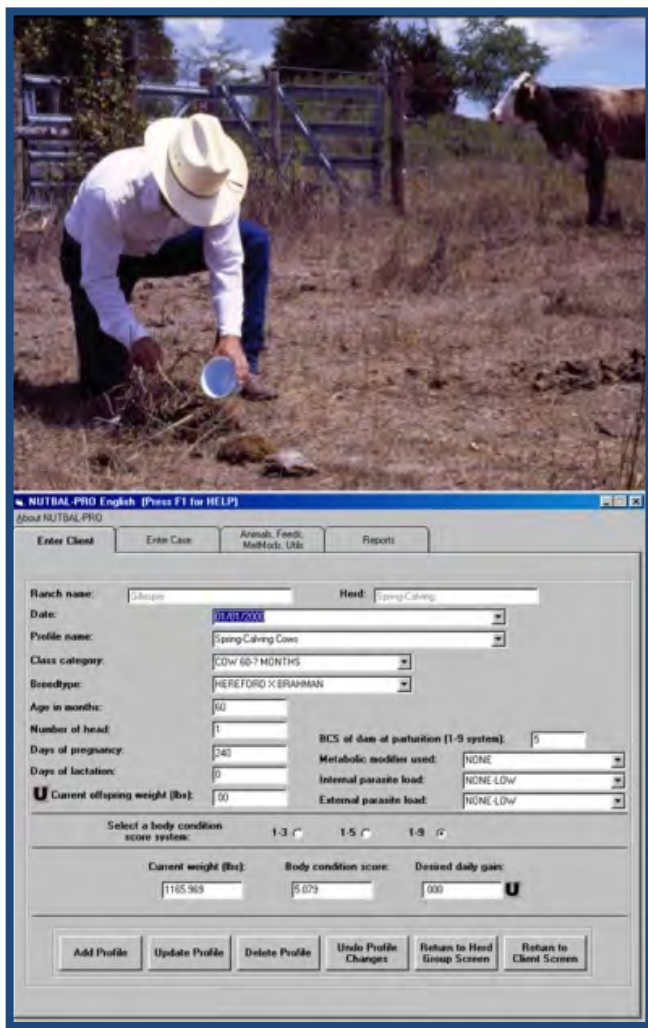 NUTBAL-PRO English (Press F1 for HELP)
About NUTBAL-PRO
Enter Client Enter Case Animals, Feeds, MetMods, Utils Reports
Ranch name: Gillespie Herd: Spring-Calving
Date: 01/01/2000
Profile name: Spring-Calving Cows
Class category: COW 60-? MONTHS
Breedtype: HEREFORD X BRAHMAN
Age in months: 60
Number of head: 1 BCS of dam at parturition (1-9 system): 5
Days of pregnancy: 240 Metabolic modifier used: NONE
Days of lactation: 0 Internal parasite load: NONE-LOW
U Current offspring weight (lbs): .00 External parasite load: NONE-LOW
Select a body condition score system: 1-3 1-5 1-9
Current weight (lbs): Body condition score: Desired daily gain:
1165.969 5.079 .000 U
Add Profile Update Profile Delete Profile Undo Profile Changes Return to Herd Group Screen Return to Client Screen